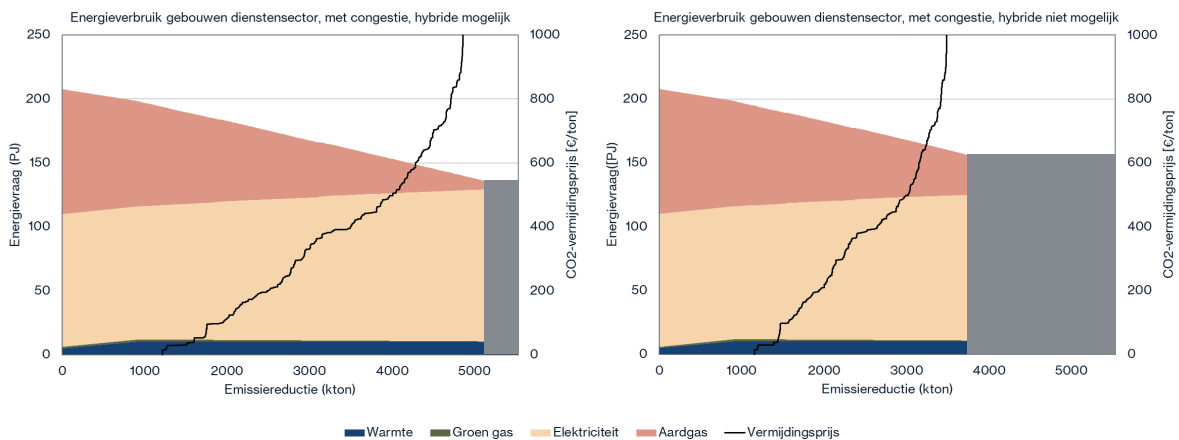 Energieverbruik gebouwen dienstensector, met congestie, hybride mogelijk
250
200
150
100
50
0
Energievraag (PJ)
1000
800
600
400
200
0
CO2-vermijdingsprijs [€/ton]
0 1000 2000 3000 4000 5000
Emissiereductie (kton)
Energieverbruik gebouwen dienstensector, met congestie, hybride niet mogelijk
250
200
150
100
50
0
Energievraag([PJ)
1000
800
600
400
200
0
CO2-vermijdingsprijs [€/ton]
0 1000 2000 3000 4000 5000
Emissiereductie (kton)
Warmte Groen gas Elektriciteit Aardgas Vermijdingsprijs